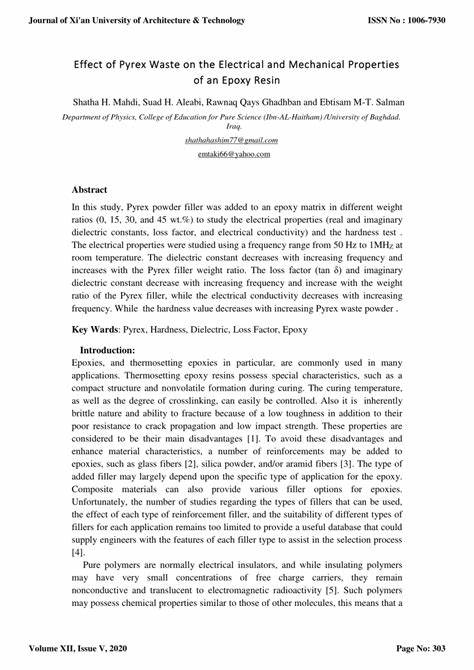 Journal of Xi'an University of Architecture & Technology
ISSN No : 1006-7930
Effect of Pyrex Waste on the Electrical and Mechanical Properties
of an Epoxy Resin
Shatha H. Mahdi, Suad H. Aleabi, Rawnaq Qays Ghadhban and Ebtisam M-T. Salman
Department of Physics, College of Education for Pure Science (Ibn-AL-Haitham) /University of Baghdad.
Iraq.
shathahashim77@gmail.com
emtaki66@yahoo.com
Abstract
In this study, Pyrex powder filler was added to an epoxy matrix in different weight
ratios (0, 15, 30, and 45 wt.%) to study the electrical properties (real and imaginary
dielectric constants, loss factor, and electrical conductivity) and the hardness test .
The electrical properties were studied using a frequency range from 50 Hz to 1MHZ at
room temperature. The dielectric constant decreases with increasing frequency and
increases with the Pyrex filler weight ratio. The loss factor (tan δ) and imaginary
dielectric constant decrease with increasing frequency and increase with the weight
ratio of the Pyrex filler, while the electrical conductivity decreases with increasing
frequency. While the hardness value decreases with increasing Pyrex waste powder .
Key Wards: Pyrex, Hardness, Dielectric, Loss Factor, Epoxy
Introduction:
Epoxies, and thermosetting epoxies in particular, are commonly used in many
applications. Thermosetting epoxy resins possess special characteristics, such as a
compact structure and nonvolatile formation during curing. The curing temperature,
as well as the degree of crosslinking, can easily be controlled. Also it is inherently
brittle nature and ability to fracture because of a low toughness in addition to their
poor resistance to crack propagation and low impact strength. These properties are
considered to be their main disadvantages [1]. To avoid these disadvantages and
enhance material characteristics, a number of reinforcements may be added to
epoxies, such as glass fibers [2], silica powder, and/or aramid fibers [3]. The type of
added filler may largely depend upon the specific type of application for the epoxy.
Composite materials can also provide various filler options for epoxies.
Unfortunately, the number of studies regarding the types of fillers that can be used,
the effect of each type of reinforcement filler, and the suitability of different types of
fillers for each application remains too limited to provide a useful database that could
supply engineers with the features of each filler type to assist in the selection process
[4].
Pure polymers are normally electrical insulators, and while insulating polymers
may have very small concentrations of free charge carriers, they remain
nonconductive and translucent to electromagnetic radioactivity [5]. Such polymers
may possess chemical properties similar to those of other molecules, this means that a
Volume XII, Issue V, 2020
Page No: 303